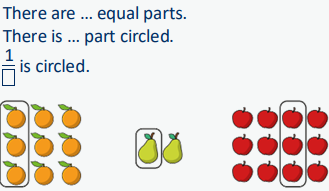 There are ... equal parts.
There is ... part circled.
1/□ is circled.